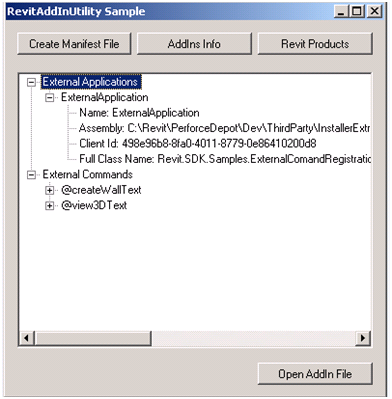 RevitAddInUtility Sample
Create Manifest File AddIns Info Revit Products
External Applications
ExternalApplication
Name: ExternalApplication
Assembly: C:\Revit\PerforceDepot\Dev\ThirdParty\InstallerExtr
Client Id: 498e96b8-8fa0-4011-8779-0e86410200d8
Full Class Name: Revit.SDK.Samples.ExternalComandRegistratio
External Commands
@createWallText
@view3DText
Open AddIn File